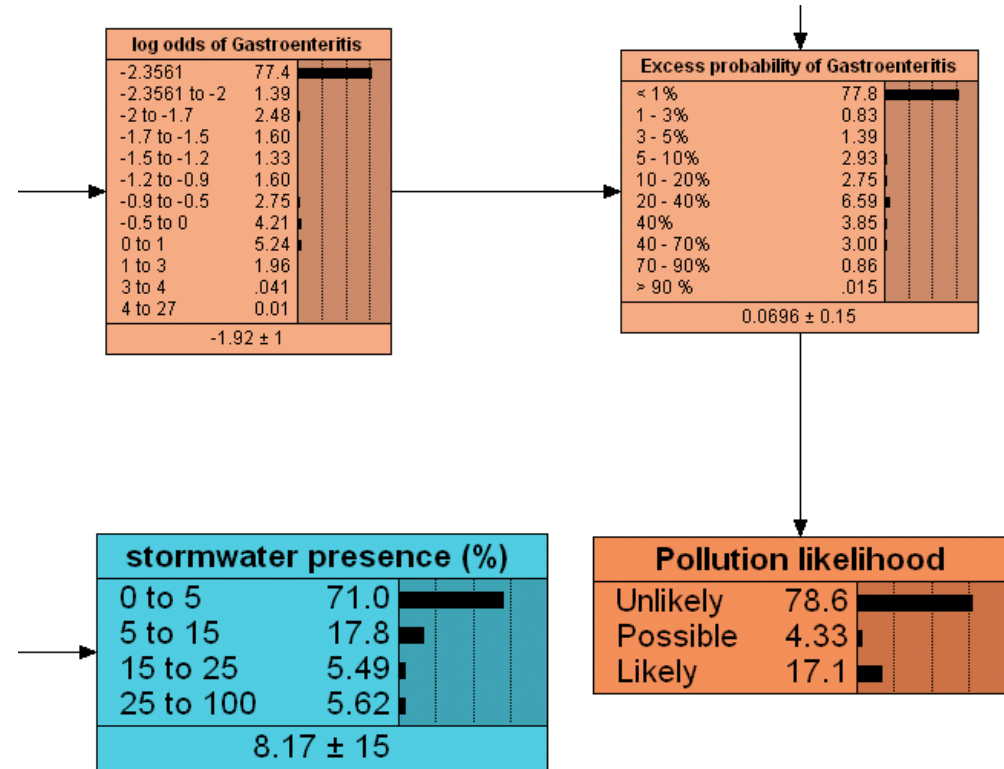 log odds of Gastroenteritis
-2.3561 77.4
-2.3561 to -2 1.39
-2 to -1.7 2.48
-1.7 to -1.5 1.60
-1.5 to -1.2 1.33
-1.2 to -0.9 1.60
-0.9 to -0.5 2.75
-0.5 to 0 4.21
0 to 1 5.24
1 to 3 1.96
3 to 4 .041
4 to 27 0.01
-1.92 ± 1
Excess probability of Gastroenteritis
< 1% 77.8
1 - 3% 0.83
3 - 5% 1.39
5 - 10% 2.93
10 - 20% 2.75
20 - 40% 6.59
40% 3.85
40 - 70% 3.00
70 - 90% 0.86
> 90 % .015
0.0696 ± 0.15
stormwater presence (%)
0 to 5 71.0
5 to 15 17.8
15 to 25 5.49
25 to 100 5.62
8.17 ± 15
Pollution likelihood
Unlikely 78.6
Possible 4.33
Likely 17.1